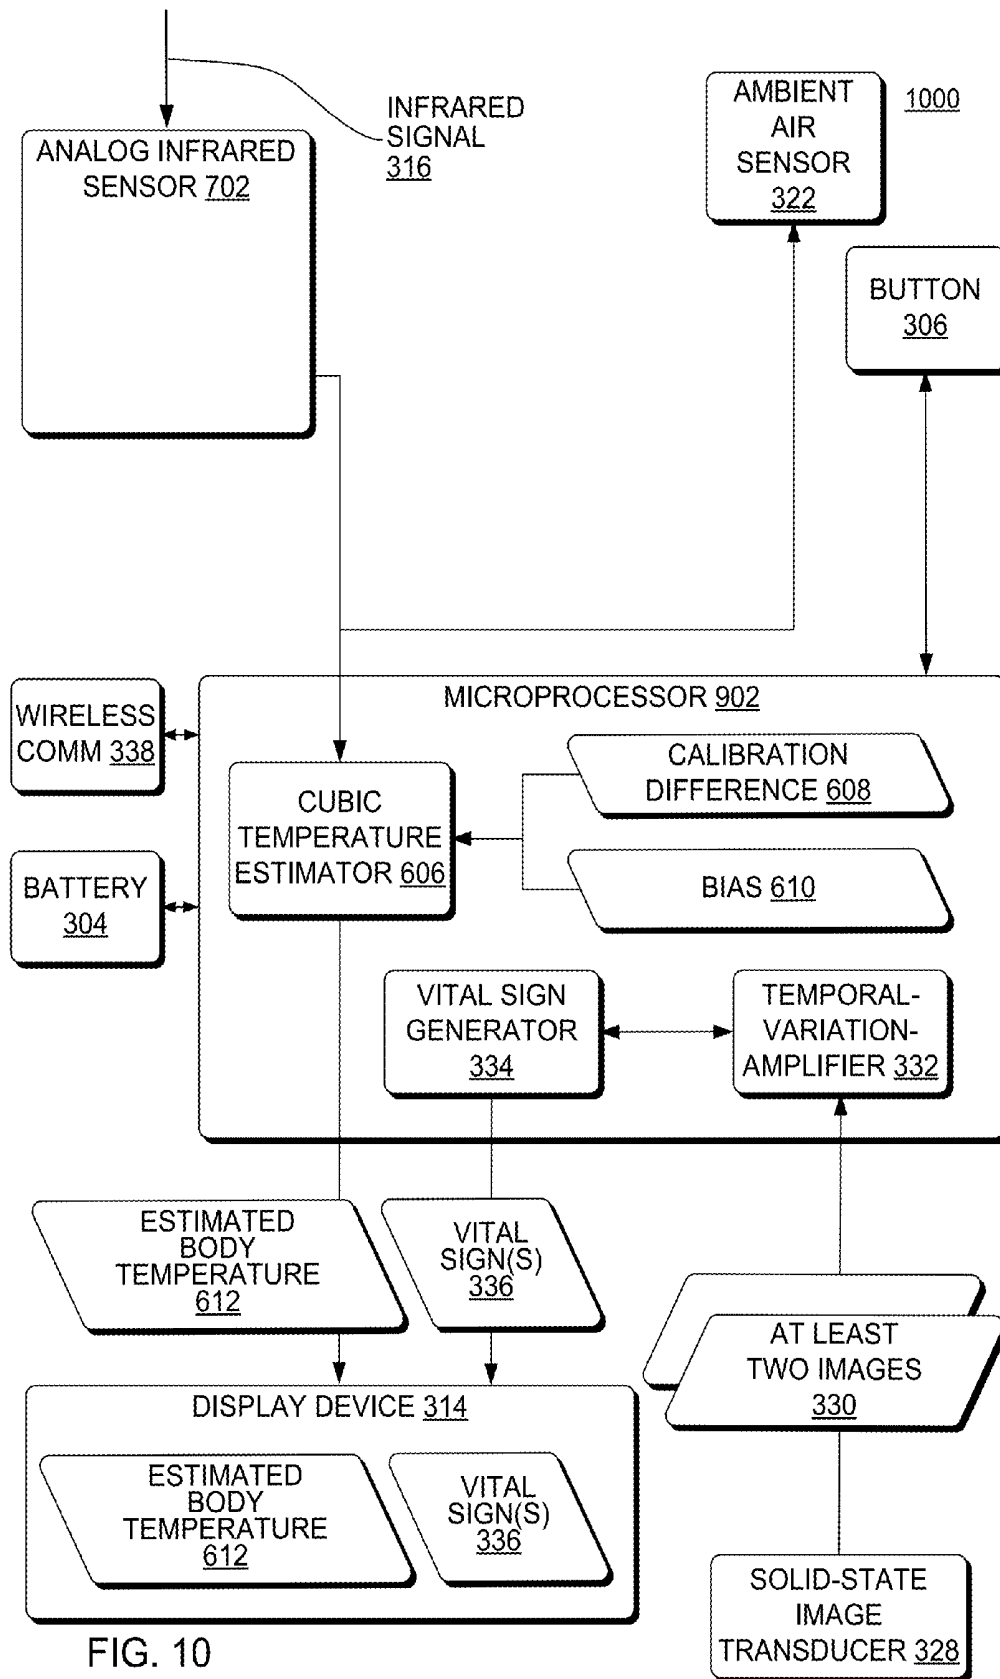 INFRARED
SIGNAL
316
ANALOG INFRARED
SENSOR 702
AMBIENT
AIR
SENSOR
322
1000
BUTTON
306
MICROPROCESSOR 902
WIRELESS
COMM 338
CUBIC
TEMPERATURE
ESTIMATOR 606
CALIBRATION
DIFFERENCE 608
BATTERY
304
BIAS 610
VITAL SIGN
GENERATOR
334
TEMPORAL-
VARIATION-
AMPLIFIER 332
ESTIMATED
BODY
TEMPERATURE
612
VITAL
SIGN(S)
336
AT LEAST
TWO IMAGES
330
DISPLAY DEVICE 314
ESTIMATED
BODY
TEMPERATURE
612
VITAL
SIGN(S)
336
SOLID-STATE
IMAGE
TRANSDUCER 328
FIG. 10